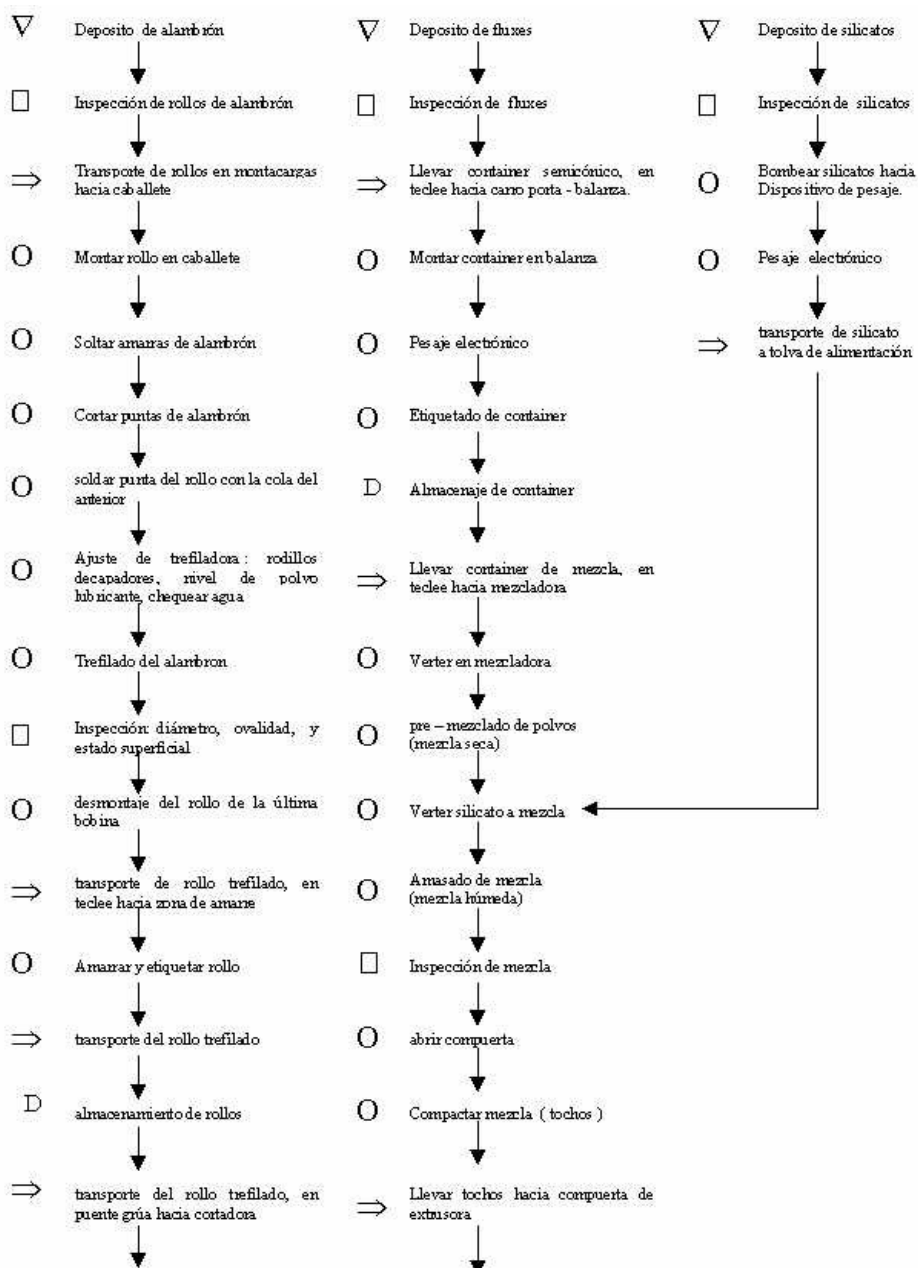 Deposito de alambrón
Inspección de rollos de alambrón
Transporte de rollos en montacargas
hacia caballete
Montar rollo en caballete
Soltar amarras de alambrón
Cortar puntas de alambrón
soldar punta del rollo con la cola del
anterior
Ajuste de trefiladora : rodillos
decapadores, nivel de polvo
lubricante, chequear agua
Trefilado del alambron
Inspección: diámetro, ovalidad, y
estado superficial
desmontaje del rollo de la última
bobina
transporte de rollo trefilado, en
teclee hacia zona de amarre
Amarrar y etiquetar rollo
transporte del rollo trefilado
D
almacenamiento de rollos
transporte del rollo trefilado, en
puente grúa hacia cortadora
Deposito de fluxes
Inspección de fluxes
Llevar container semicónico, en
teclee hacia carro porta - balanza.
Montar container en balanza
Pesaje electrónico
Etiquetado de container
D
Almacenaje de container
Llevar container de mezcla, en
teclee hacia mezcladora
Verter en mezcladora
pre – mezclado de polvos
(mezcla seca)
Verter silicato a mezcla
Amasado de mezcla
(mezcla húmeda)
Inspección de mezcla
abrir compuerta
Compactar mezcla ( tochos )
Llevar tochos hacia compuerta de
extrusora
Deposito de silicatos
Inspección de silicatos
Bombear silicatos hacia
Dispositivo de pesaje.
Pesaje electrónico
transporte de silicato
a tolva de alimentación